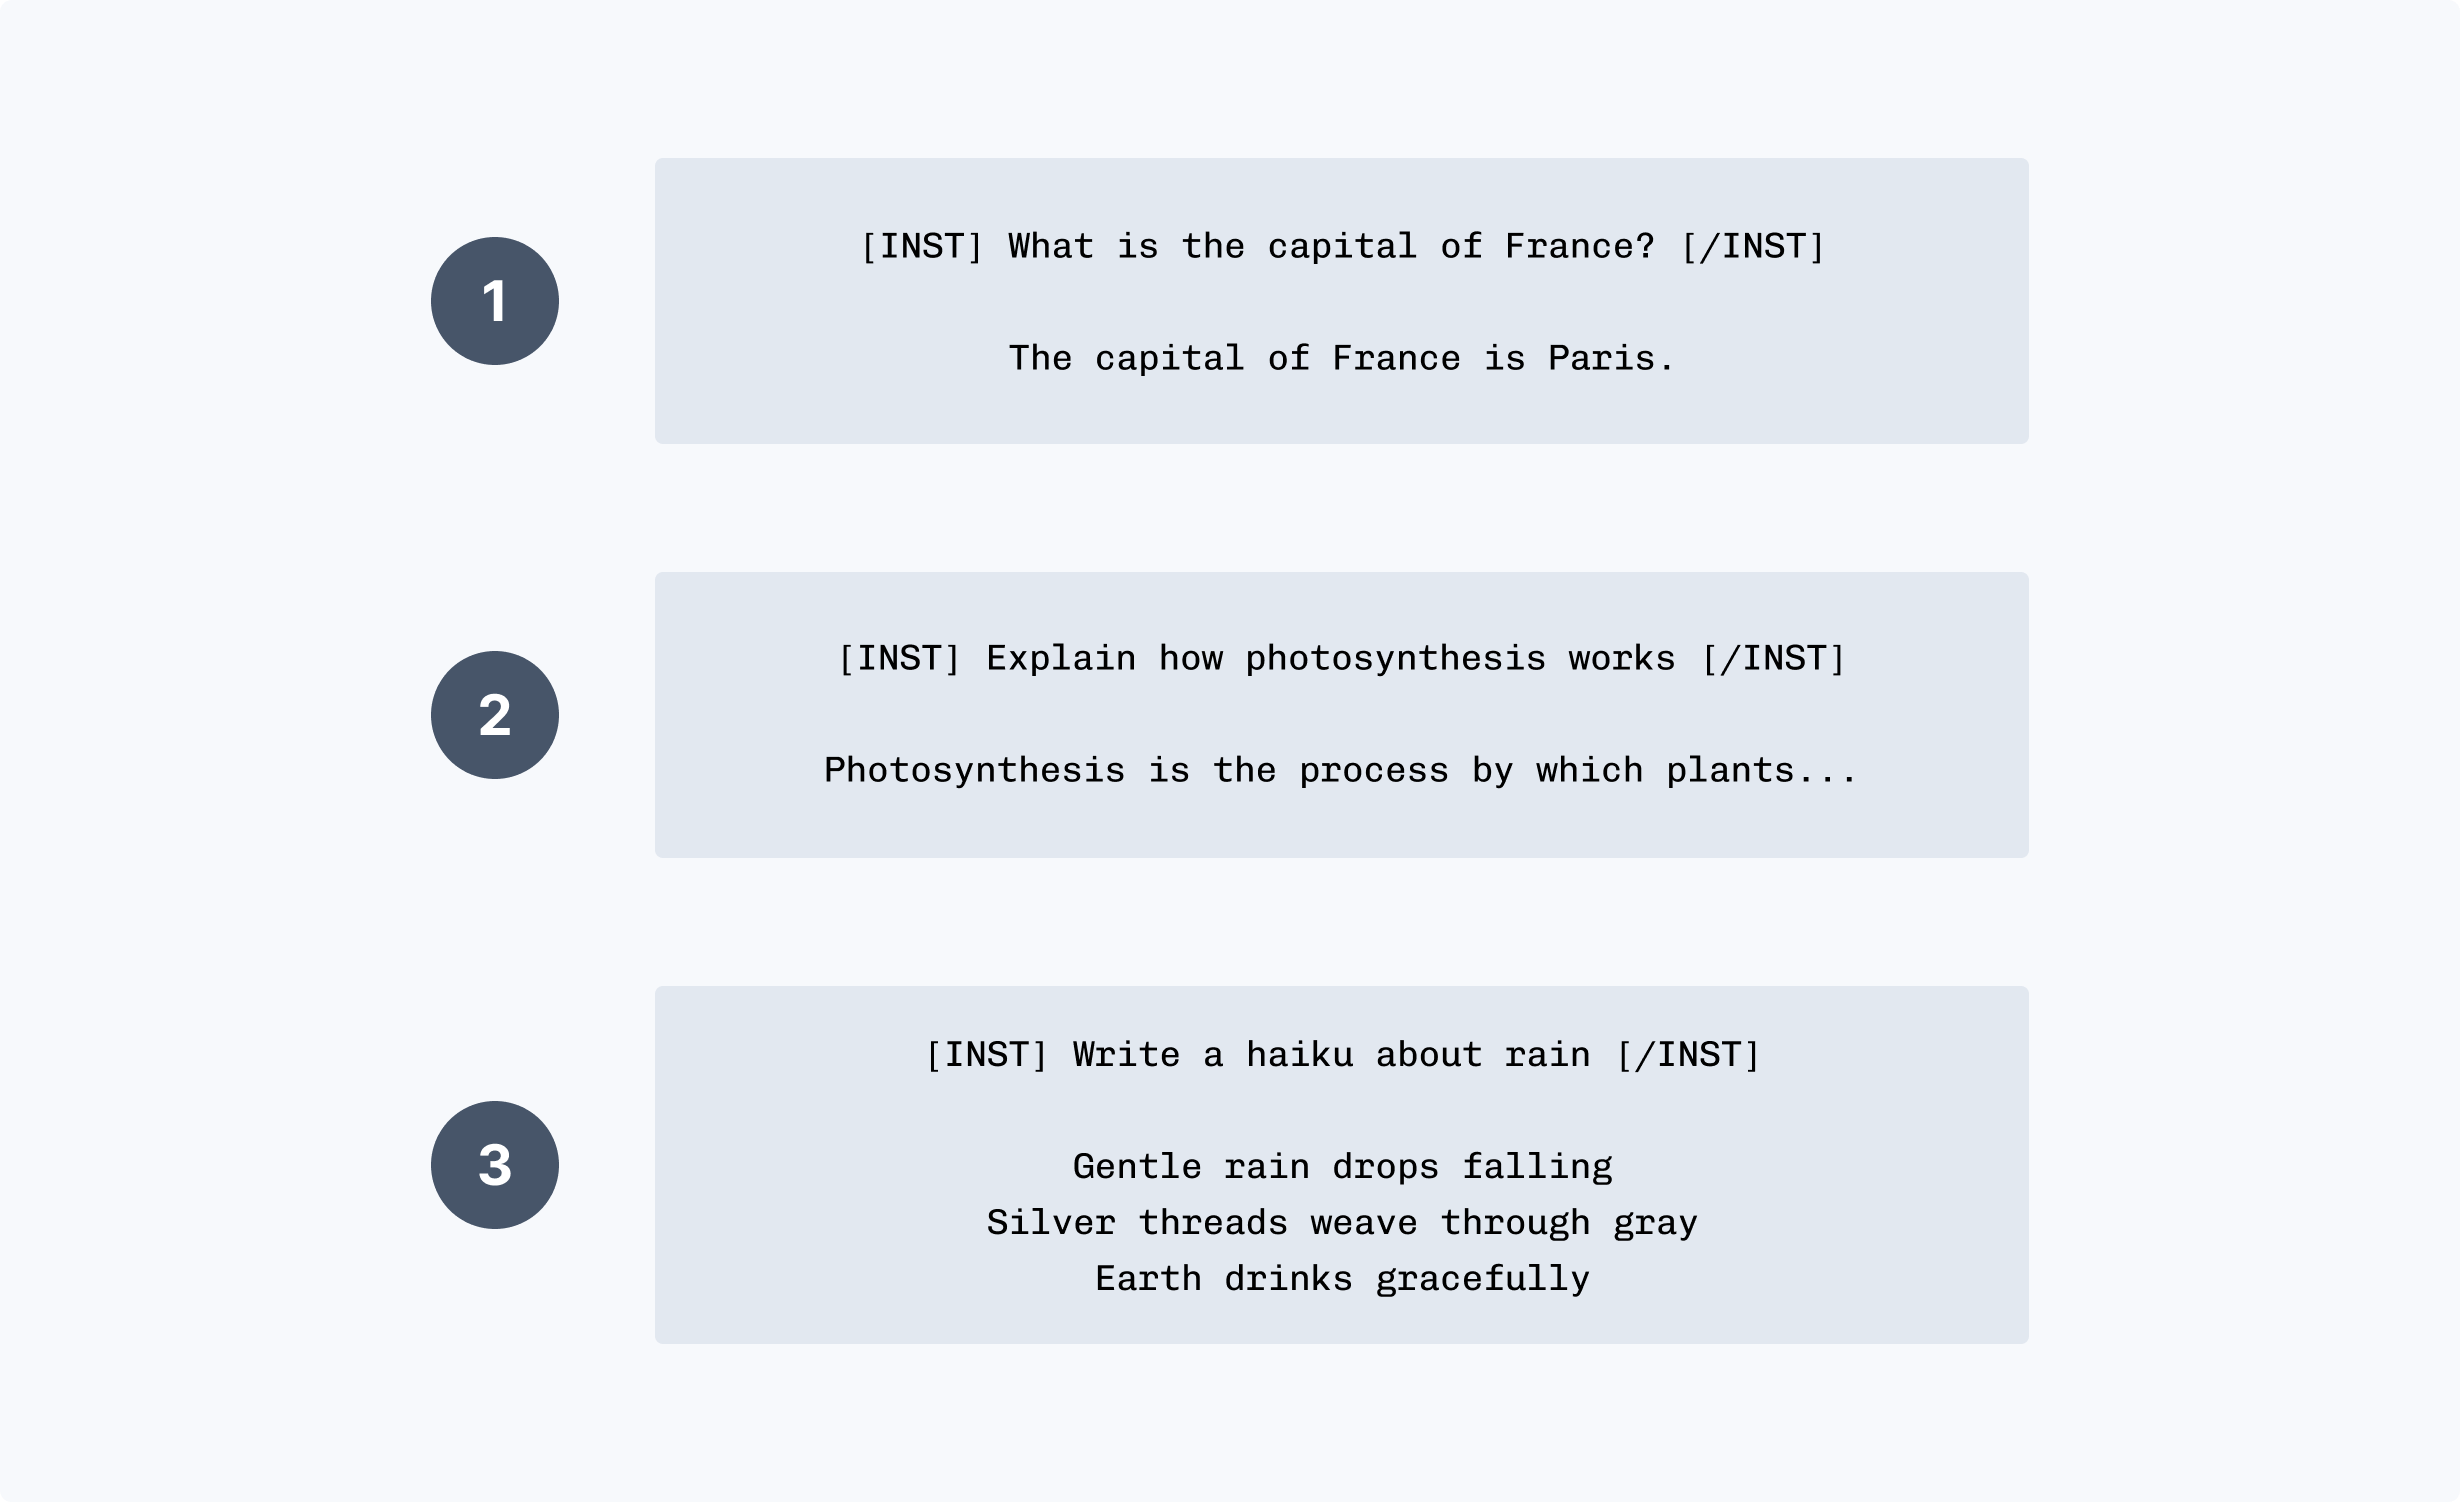 1
[INST] What is the capital of France? [/INST]
The capital of France is Paris.
2
[INST] Explain how photosynthesis works [/INST]
Photosynthesis is the process by which plants...
3
[INST] Write a haiku about rain [/INST]
Gentle rain drops falling
Silver threads weave through gray
Earth drinks gracefully